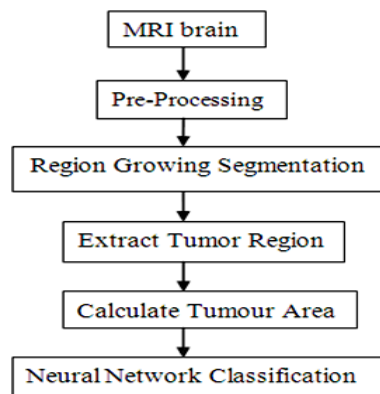 MRI brain
Pre-Processing
Region Growing Segmentation
Extract Tumor Region
Calculate Tumour Area
Neural Network Classification